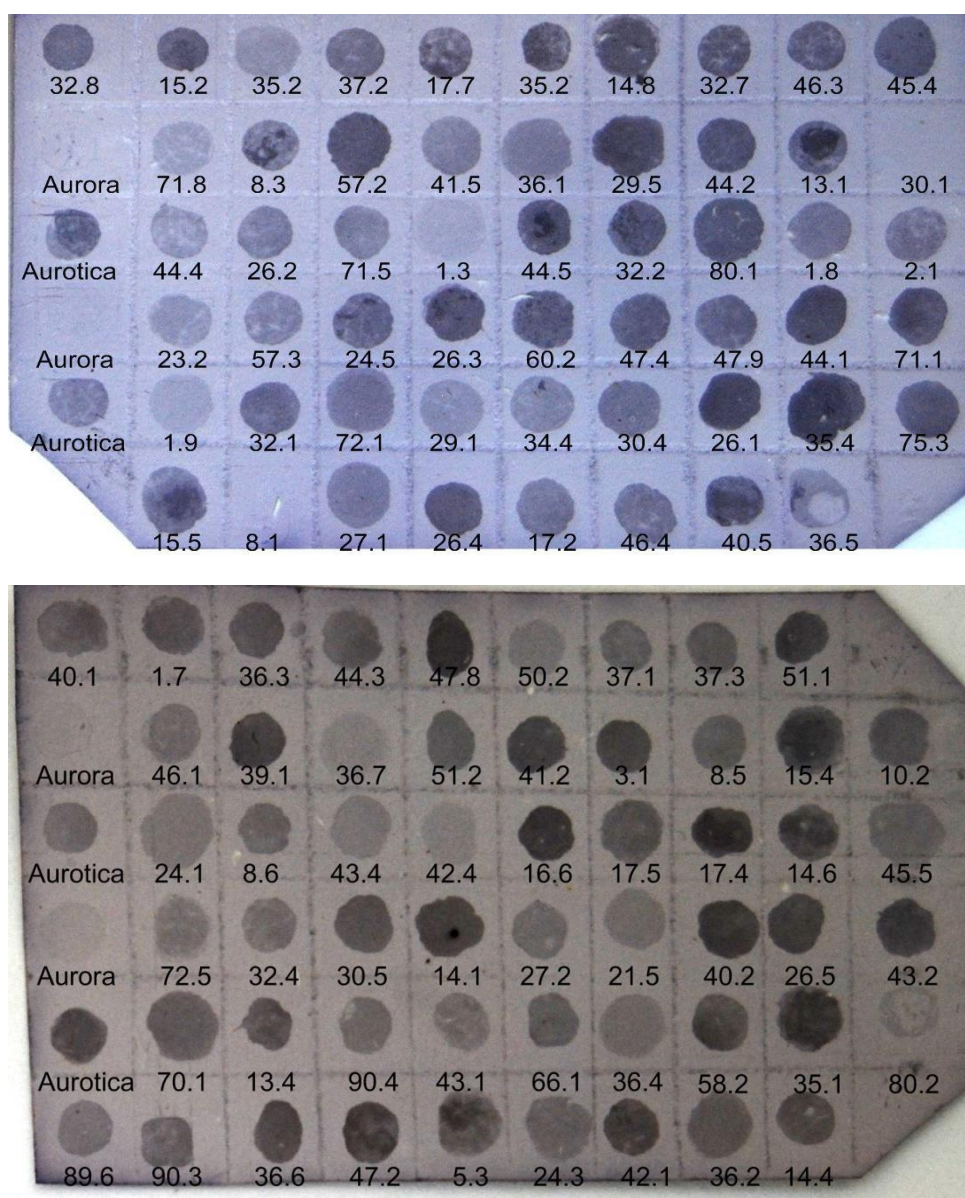 32.8 15.2 35.2 37.2 17.7 35.2 14.8 32.7 46.3 45.4
Aurora 71.8 8.3 57.2 41.5 36.1 29.5 44.2 13.1 30.1
Aurotica 44.4 26.2 71.5 1.3 44.5 32.2 80.1 1.8 2.1
Aurora 23.2 57.3 24.5 26.3 60.2 47.4 47.9 44.1 71.1
Aurotica 1.9 32.1 72.1 29.1 34.4 30.4 26.1 35.4 75.3
15.5 8.1 27.1 26.4 17.2 46.4 40.5 36.5
40.1 1.7 36.3 44.3 47.8 50.2 37.1 37.3 51.1
Aurora 46.1 39.1 36.7 51.2 41.2 3.1 8.5 15.4 10.2
Aurotica 24.1 8.6 43.4 42.4 16.6 17.5 17.4 14.6 45.5
Aurora 72.5 32.4 30.5 14.1 27.2 21.5 40.2 26.5 43.2
Aurotica 70.1 13.4 90.4 43.1 66.1 36.4 58.2 35.1 80.2
89.6 90.3 36.6 47.2 5.3 24.3 42.1 36.2 14.4